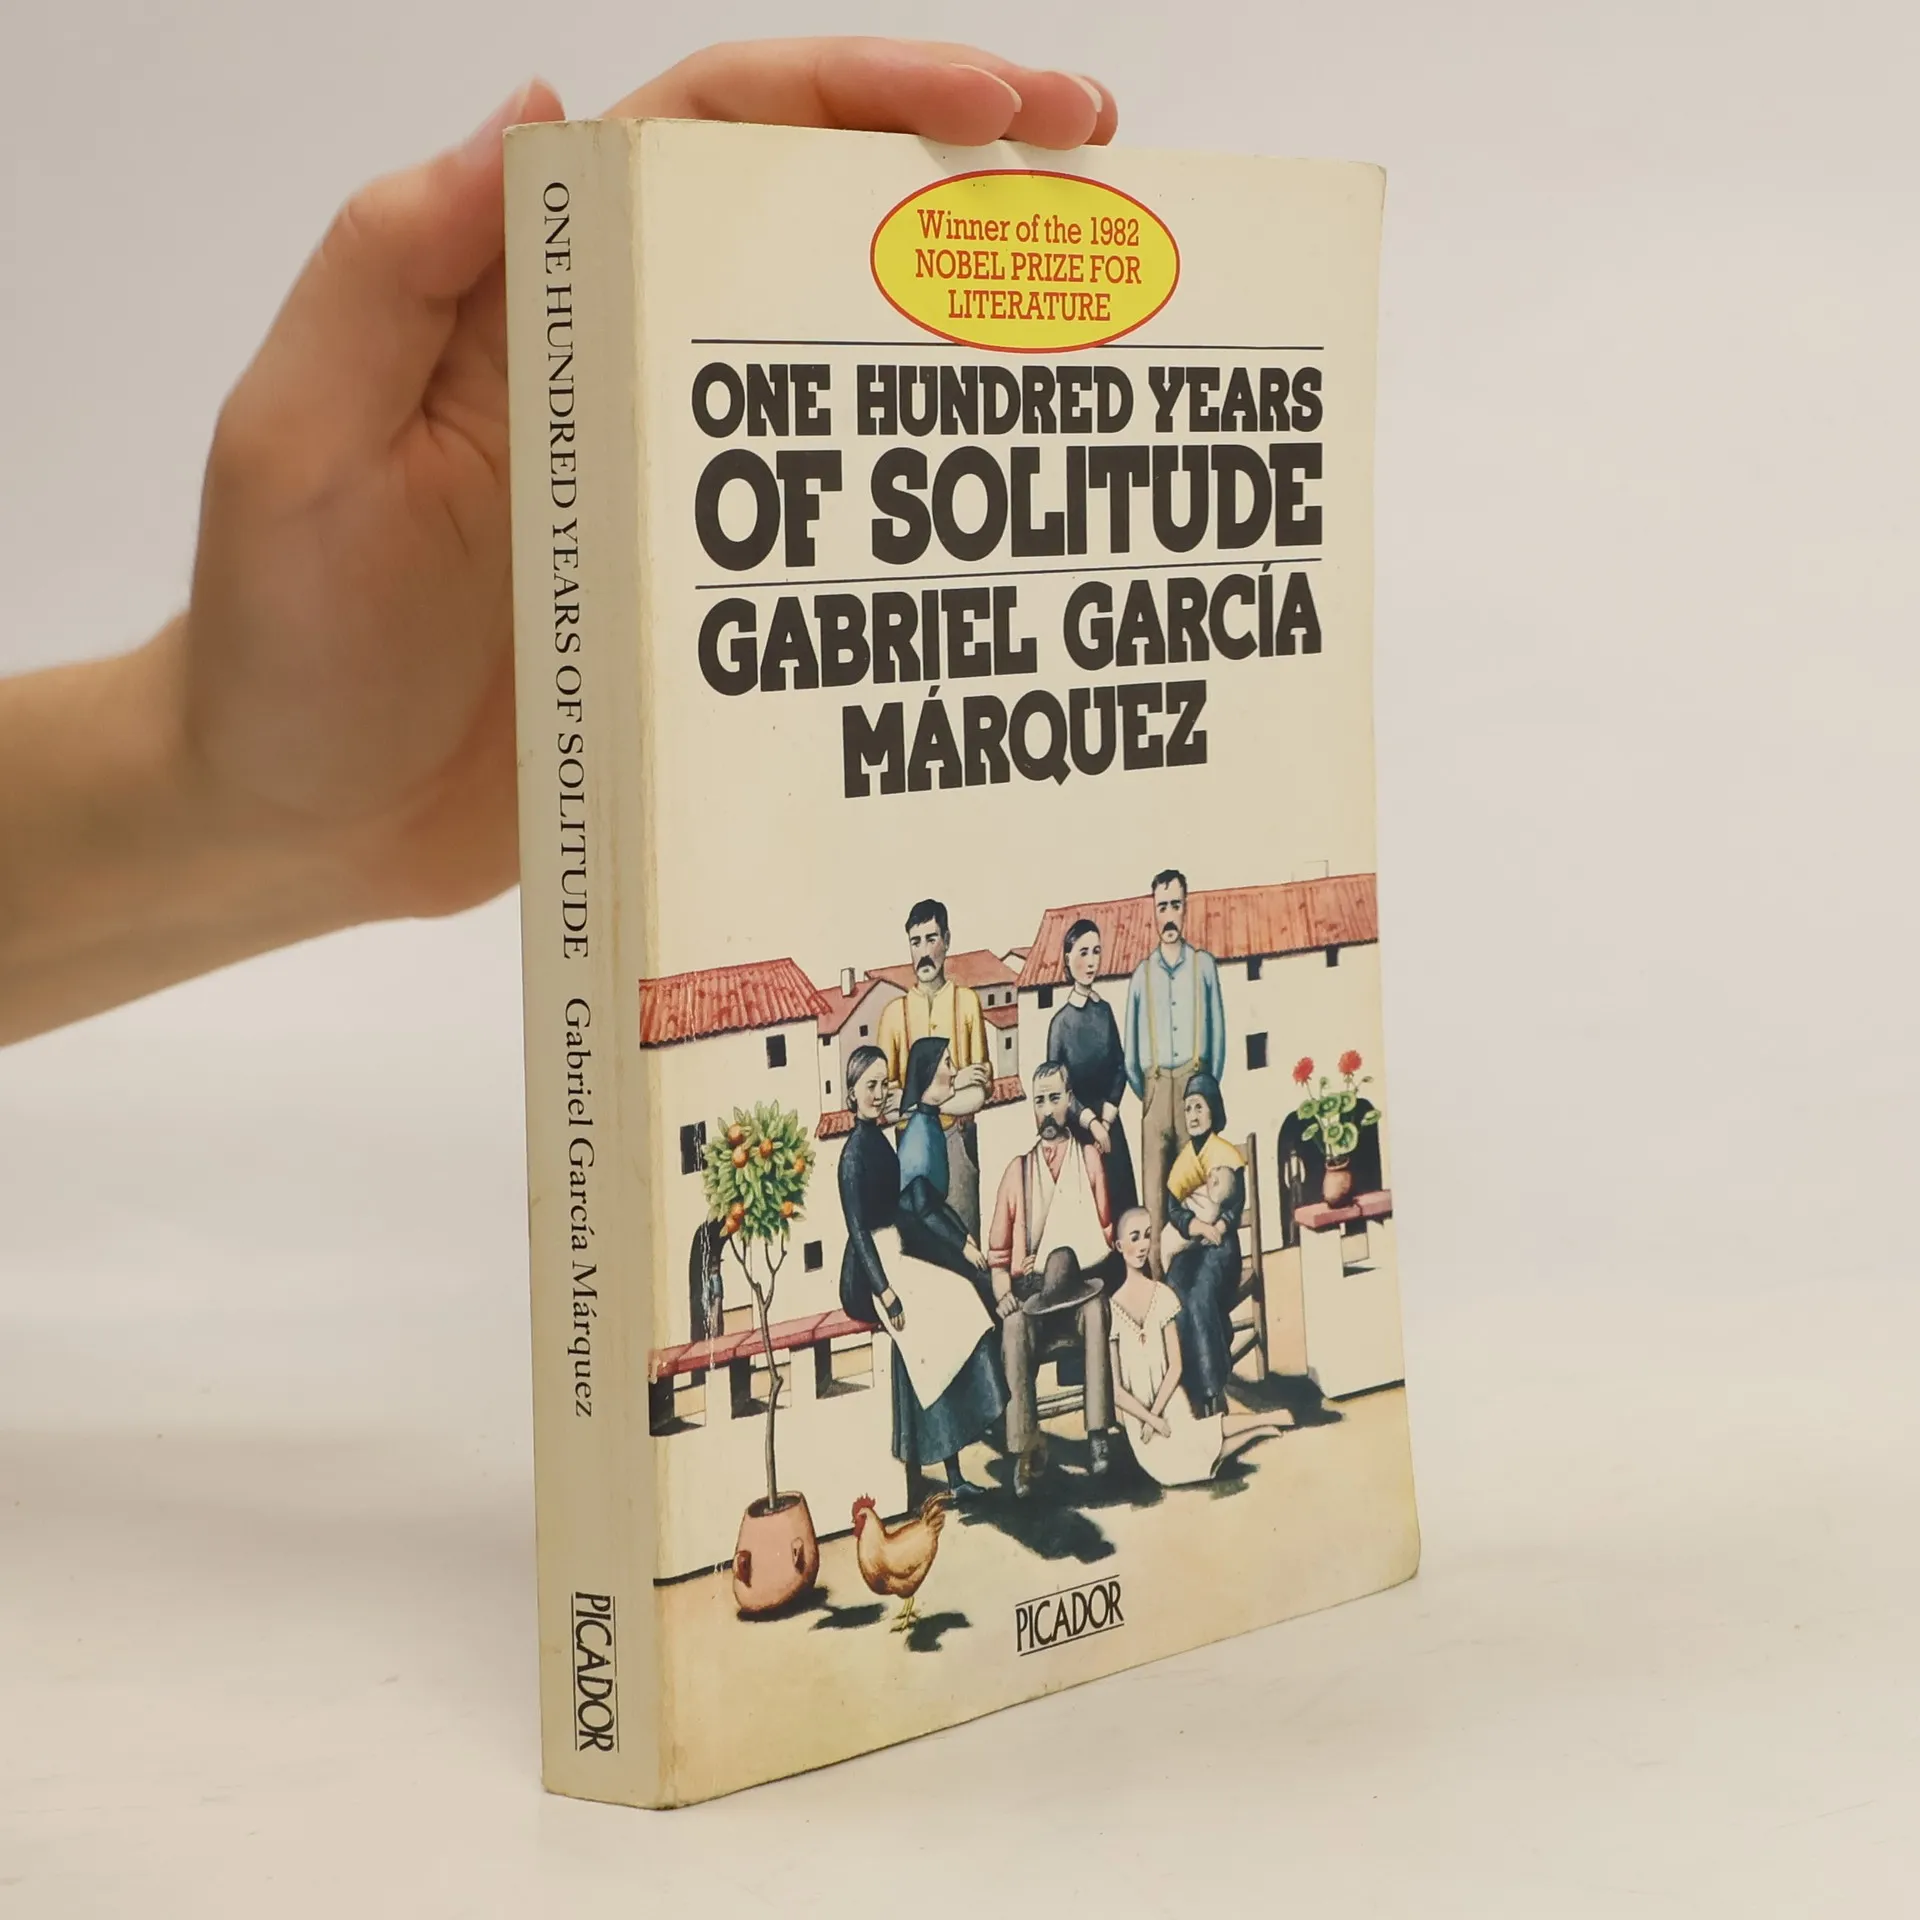 ONE HUNDRED YEARS OF SOLITUDE Gabriel García Márquez PICADOR
Winner of the 1982
NOBEL PRIZE FOR
LITERATURE
ONE HUNDRED YEARS
OF SOLITUDE
GABRIEL GARCÍA
MÁRQUEZ
PICADOR